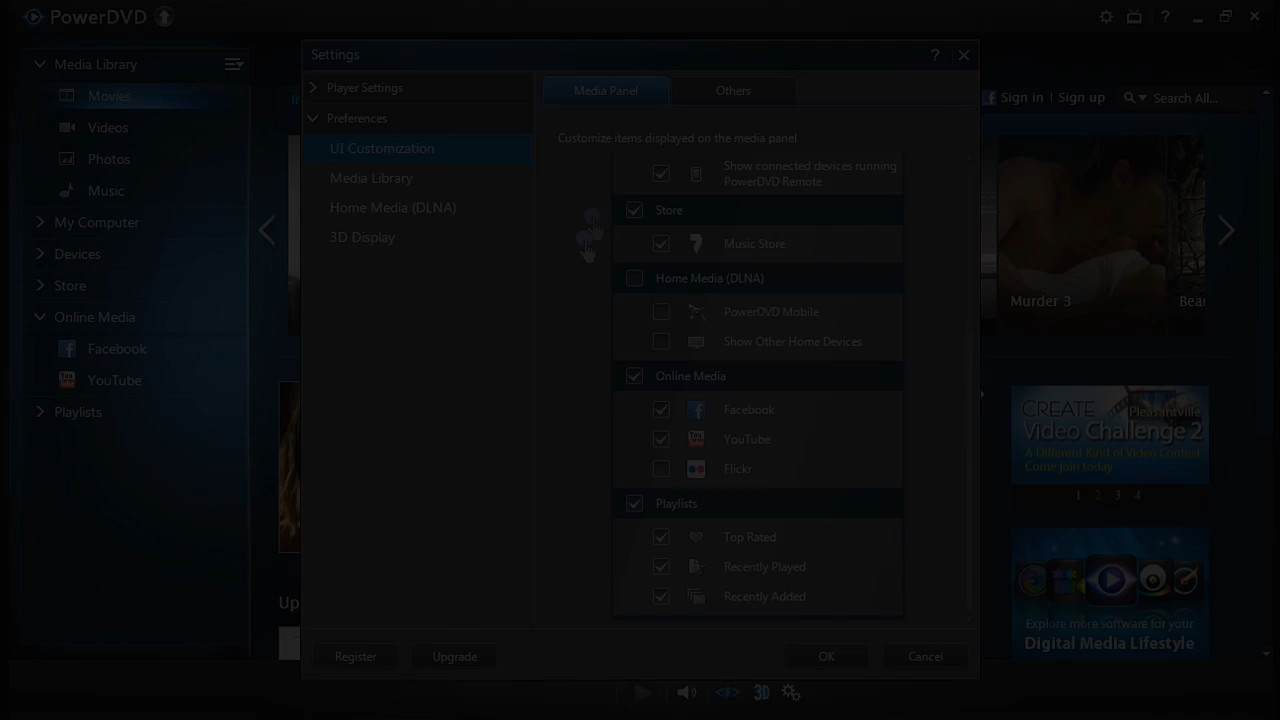 PowerDVD
?
Media Library
Movies
Videos
Photos
Music
My Computer
Devices
Store
Online Media
Facebook
YouTube
Playlists
Settings
?
Player Settings
Preferences
UI Customization
Media Library
Home Media (DLNA)
3D Display
Media Panel
Others
Customize items displayed on the media panel
Show connected devices running
PowerDVD Remote
Store
Music Store
Home Media (DLNA)
PowerDVD Mobile
Show Other Home Devices
Online Media
Facebook
YouTube
Flickr
Playlists
Top Rated
Recently Played
Recently Added
Register
Upgrade
OK
Cancel
Sign in | Sign up
Search All...
Murder 3
Bea
CREATE
Pleasantville
Video Challenge 2
A Different Kind of Video Contest
Come join today
1 2 3 4
Explore more software for your
Digital Media Lifestyle
Up
3D